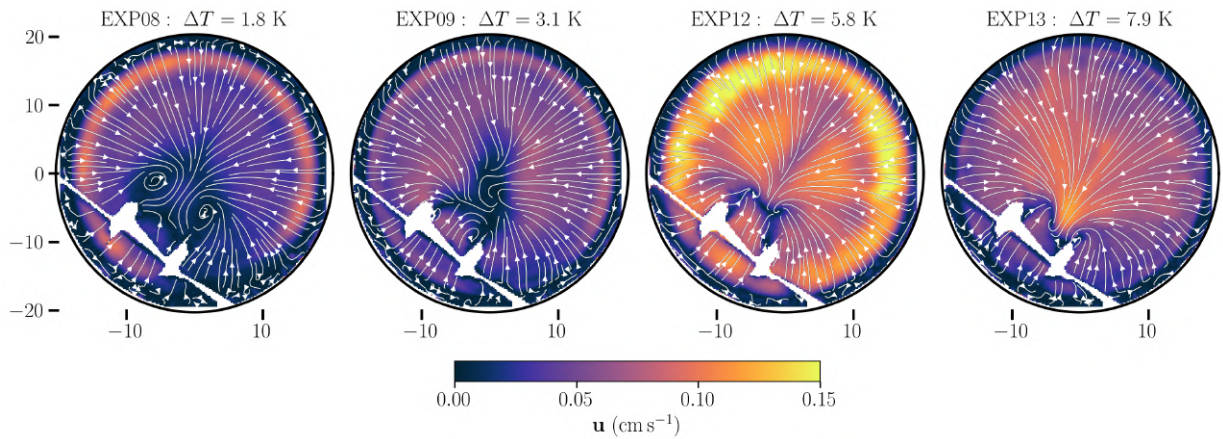 EXP08 : ΔT = 1.8 K
EXP09 : ΔT = 3.1 K
EXP12 : ΔT = 5.8 K
EXP13 : ΔT = 7.9 K
20
10
0
−10
−20
−10 10
−10 10
−10 10
−10 10
0.00 0.05 0.10 0.15
u (cm s⁻¹)